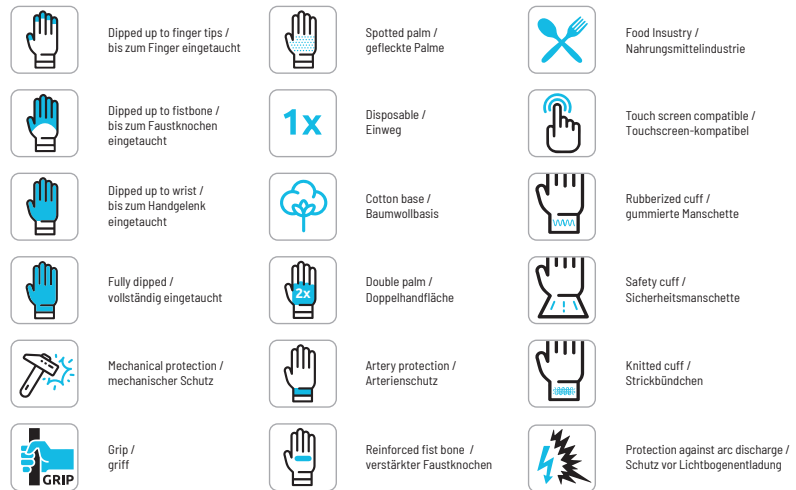 Dipped up to finger tips /
bis zum Finger eingetaucht
Spotted palm /
gefleckte Palme
Food Insustry /
Nahrungsmittelindustrie
Dipped up to fistbone /
bis zum Faustknochen
eingetaucht
1x
Disposable /
Einweg
Touch screen compatible /
Touchscreen-kompatibel
Dipped up to wrist /
bis zum Handgelenk
eingetaucht
Cotton base /
Baumwollbasis
Rubberized cuff /
gummierte Manschette
Fully dipped /
vollständig eingetaucht
2x
Double palm /
Doppelhandfläche
Safety cuff /
Sicherheitsmanschette
Mechanical protection /
mechanischer Schutz
Artery protection /
Arterienschutz
Knitted cuff /
Strickbündchen
GRIP
Grip /
griff
Reinforced fist bone /
verstärkter Faustknochen
Protection against arc discharge /
Schutz vor Lichtbogenentladung